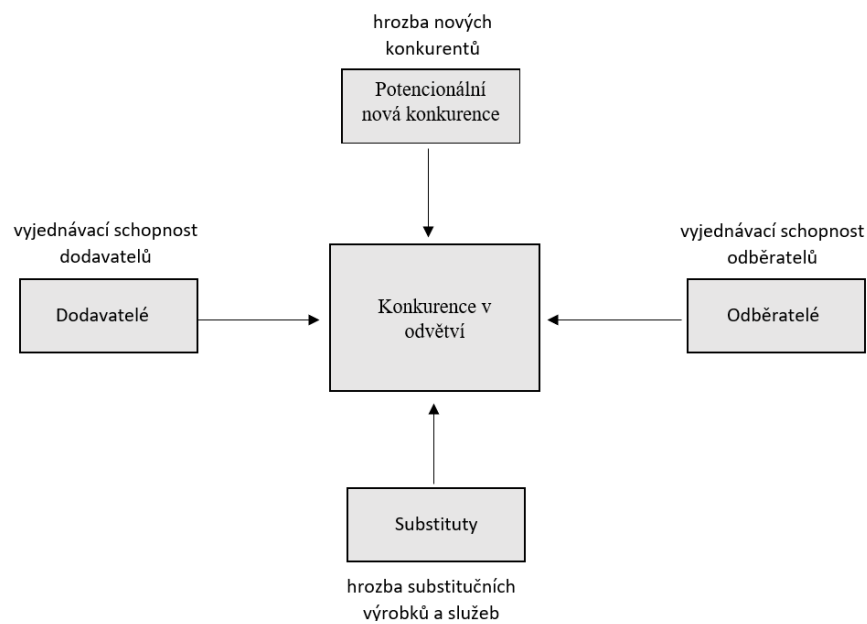 hrozba nových
konkurentů
Potencionální
nová konkurence
vyjednávací schopnost
dodavatelů
Dodavatelé
Konkurence v
odvětví
vyjednávací schopnost
odběratelů
Odběratelé
Substituty
hrozba substitučních
výrobků a služeb